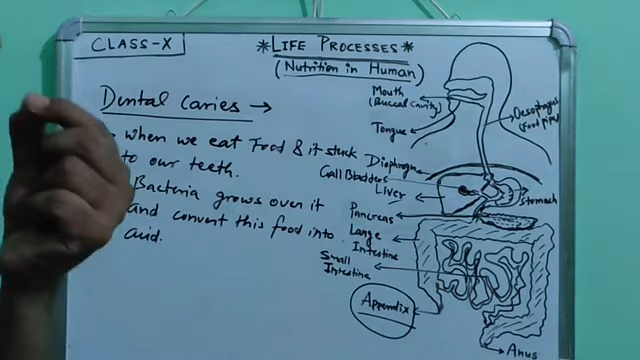 CLASS-X
*LIFE PROCESSES*
(Nutrition in Human)
Dental Caries →
when we eat Food & it stuck
to our teeth.
Bacteria grows over it
and convert this food into
acid.
Mouth
(Buccal Cavity)
Tongue
Oesophagus
(Food pipe)
Diaphragm
Gall Bladder
Liver
Stomach
Pancreas
Large
Intestine
Small
Intestine
Appendix
Anus